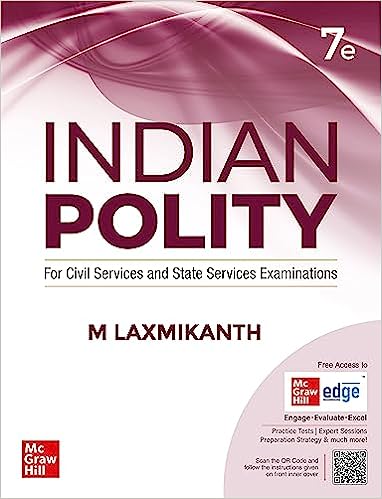 7e
INDIAN
POLITY
For Civil Services and State Services Examinations
M LAXMIKANTH
Free Access to
Mc
Graw
Hill
edge™
Engage•Evaluate•Excel
Practice Tests | Expert Sessions
Preparation Strategy & much more!
Scan the QR Code and
follow the instructions given
on front inner cover
Mc
Graw
Hill